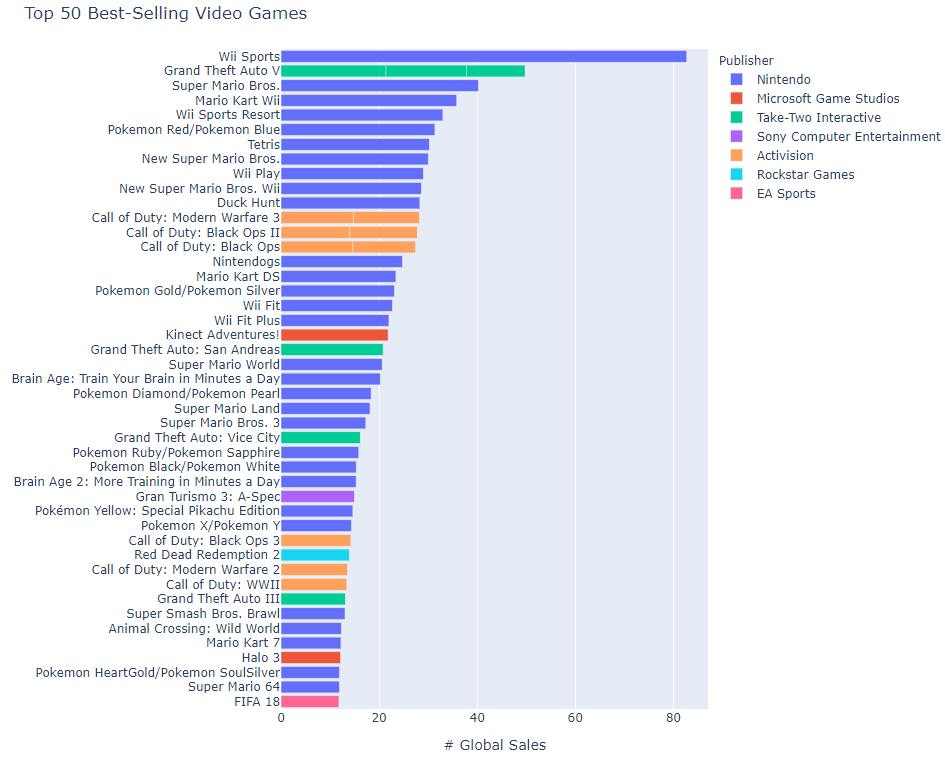 Top 50 Best-Selling Video Games
Wii Sports
Grand Theft Auto V
Super Mario Bros.
Mario Kart Wii
Wii Sports Resort
Pokemon Red/Pokemon Blue
Tetris
New Super Mario Bros.
Wii Play
New Super Mario Bros. Wii
Duck Hunt
Call of Duty: Modern Warfare 3
Call of Duty: Black Ops II
Call of Duty: Black Ops
Nintendogs
Mario Kart DS
Pokemon Gold/Pokemon Silver
Wii Fit
Wii Fit Plus
Kinect Adventures!
Grand Theft Auto: San Andreas
Super Mario World
Brain Age: Train Your Brain in Minutes a Day
Pokemon Diamond/Pokemon Pearl
Super Mario Land
Super Mario Bros. 3
Grand Theft Auto: Vice City
Pokemon Ruby/Pokemon Sapphire
Pokemon Black/Pokemon White
Brain Age 2: More Training in Minutes a Day
Gran Turismo 3: A-Spec
Pokémon Yellow: Special Pikachu Edition
Pokemon X/Pokemon Y
Call of Duty: Black Ops 3
Red Dead Redemption 2
Call of Duty: Modern Warfare 2
Call of Duty: WWII
Grand Theft Auto III
Super Smash Bros. Brawl
Animal Crossing: Wild World
Mario Kart 7
Halo 3
Pokemon HeartGold/Pokemon SoulSilver
Super Mario 64
FIFA 18
0 20 40 60 80
# Global Sales
Publisher
Nintendo
Microsoft Game Studios
Take-Two Interactive
Sony Computer Entertainment
Activision
Rockstar Games
EA Sports